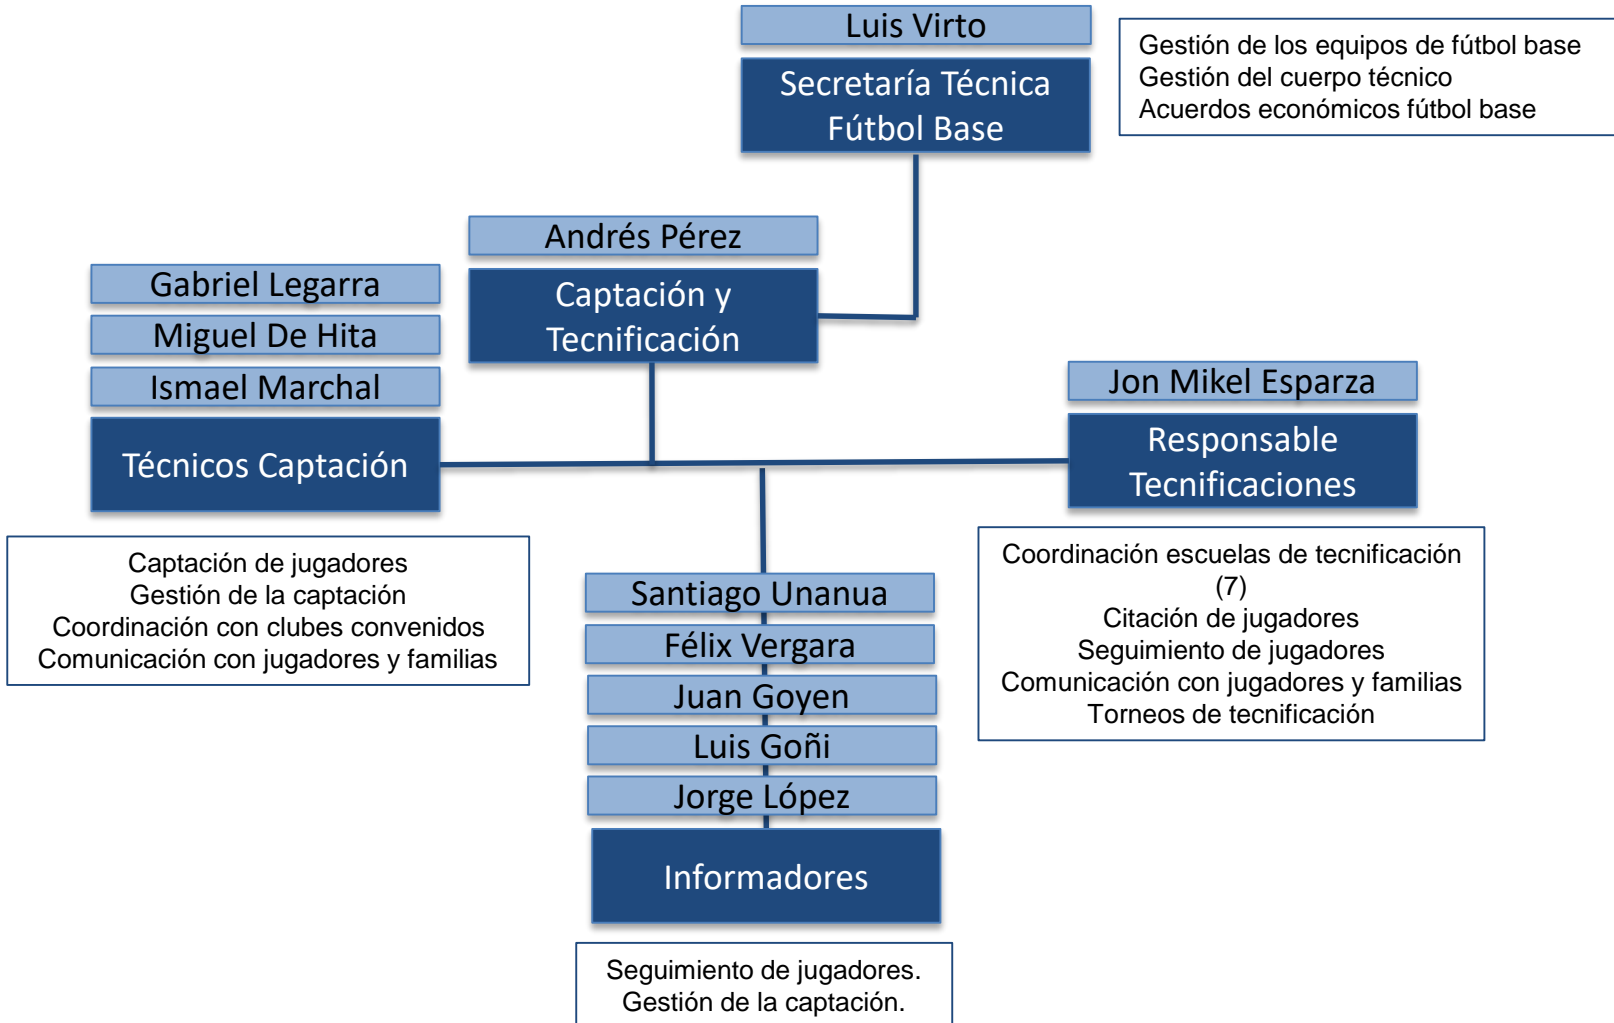 Luis Virto
Secretaría Técnica
Fútbol Base
Gestión de los equipos de fútbol base
Gestión del cuerpo técnico
Acuerdos económicos fútbol base
Andrés Pérez
Captación y
Tecnificación
Gabriel Legarra
Miguel De Hita
Ismael Marchal
Técnicos Captación
Captación de jugadores
Gestión de la captación
Coordinación con clubes convenidos
Comunicación con jugadores y familias
Jon Mikel Esparza
Responsable
Tecnificaciones
Coordinación escuelas de tecnificación
(7)
Citación de jugadores
Seguimiento de jugadores
Comunicación con jugadores y familias
Torneos de tecnificación
Santiago Unanua
Félix Vergara
Juan Goyen
Luis Goñi
Jorge López
Informadores
Seguimiento de jugadores.
Gestión de la captación.